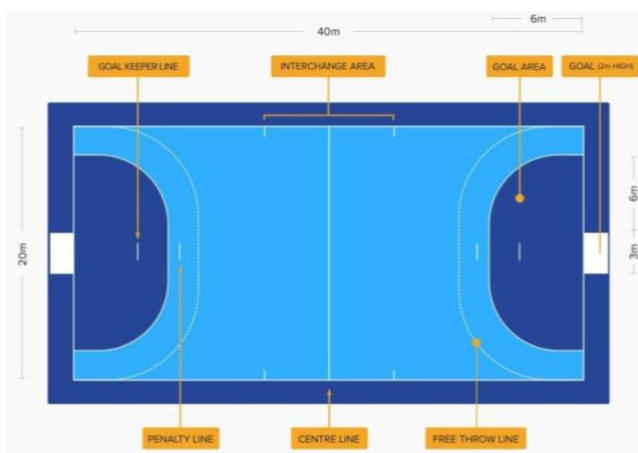 6m
40m
GOAL KEEPER LINE
INTERCHANGE AREA
GOAL AREA
GOAL (2m HIGH)
6m
20m
3m
PENALTY LINE
CENTRE LINE
FREE THROW LINE